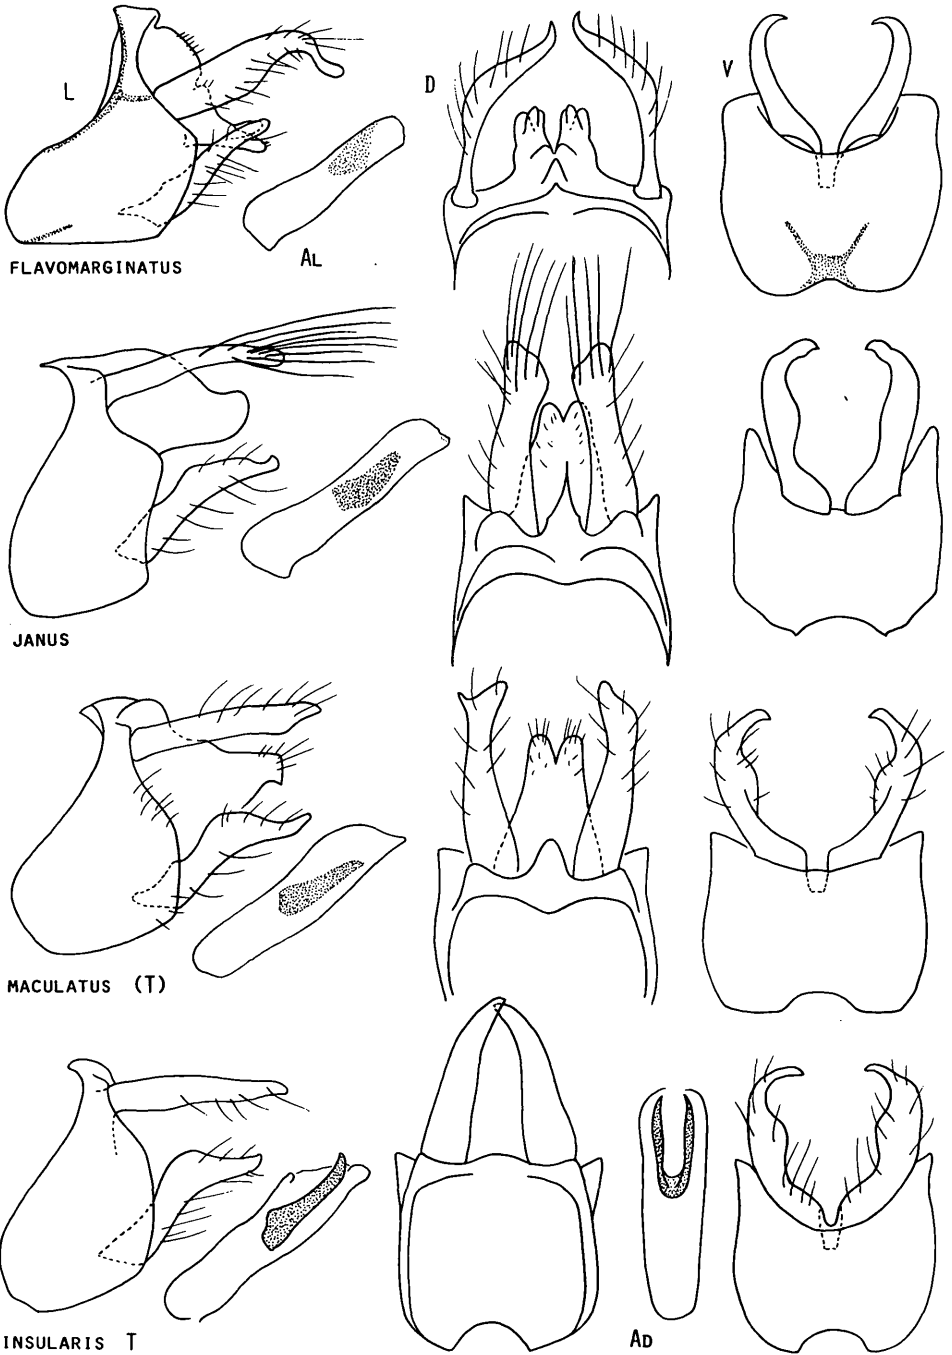 L
D
V
AL
FLAVOMARGINATUS
JANUS
MACULATUS (T)
INSULARIS T
AD